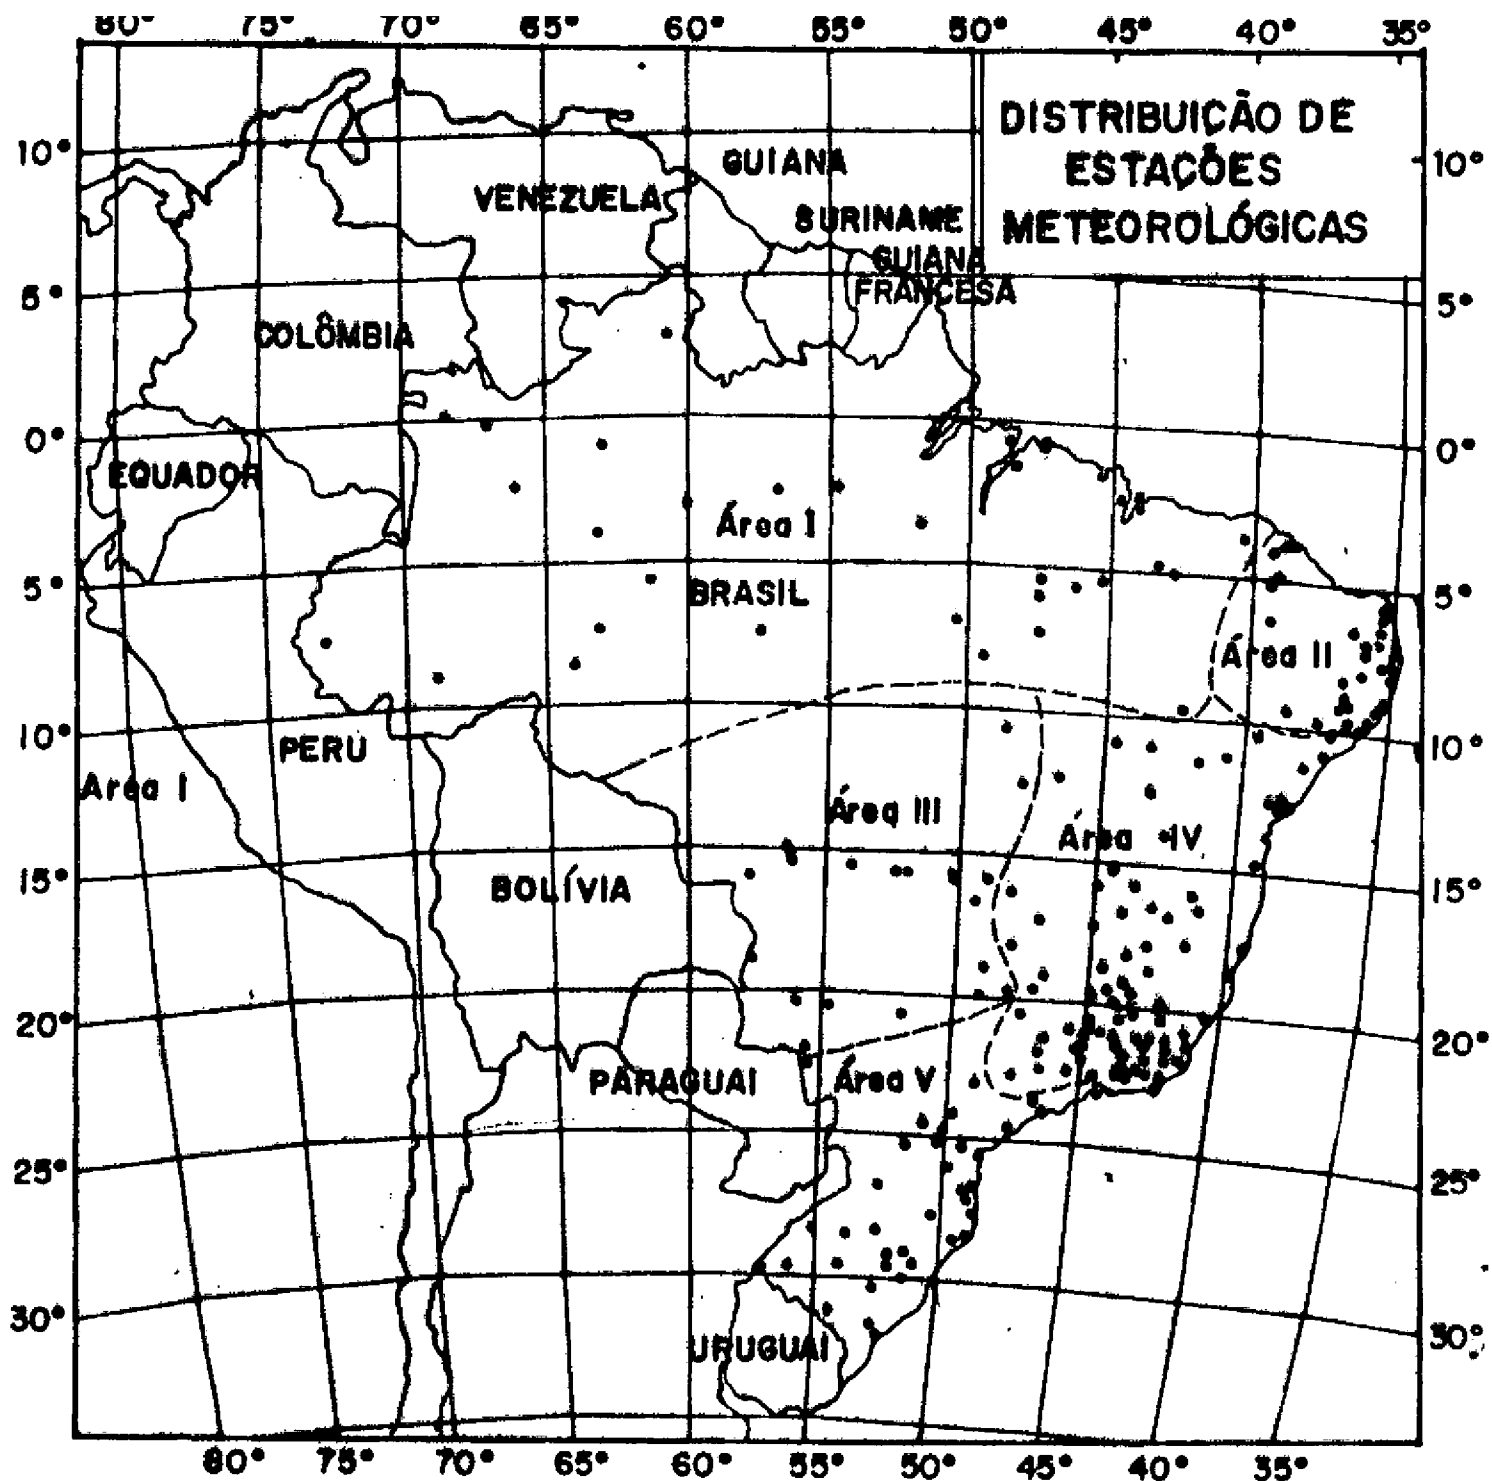 80° 75° 70° 65° 60° 55° 50° 45° 40° 35°
DISTRIBUIÇÃO DE
ESTAÇÕES
METEOROLÓGICAS
10° 10°
GUIANA
VENEZUELA
SURINAME
GUIANA
FRANCESA
5° 5°
COLÔMBIA
0° 0°
EQUADOR
Área I
5° 5°
BRASIL
Área II
10° 10°
PERU
Area I
Área III
Área IV
15° 15°
BOLÍVIA
20° 20°
PARAGUAI
Área V
25° 25°
30° 30°
URUGUAI
80° 75° 70° 65° 60° 55° 50° 45° 40° 35°